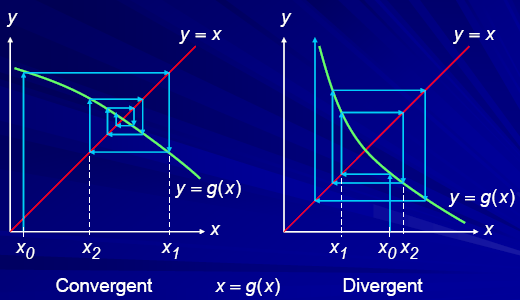 y
y = x
y = g(x)
x
x0
x2
x1
Convergent
x = g(x)
y
y = x
y = g(x)
x
x1
x0
x2
Divergent